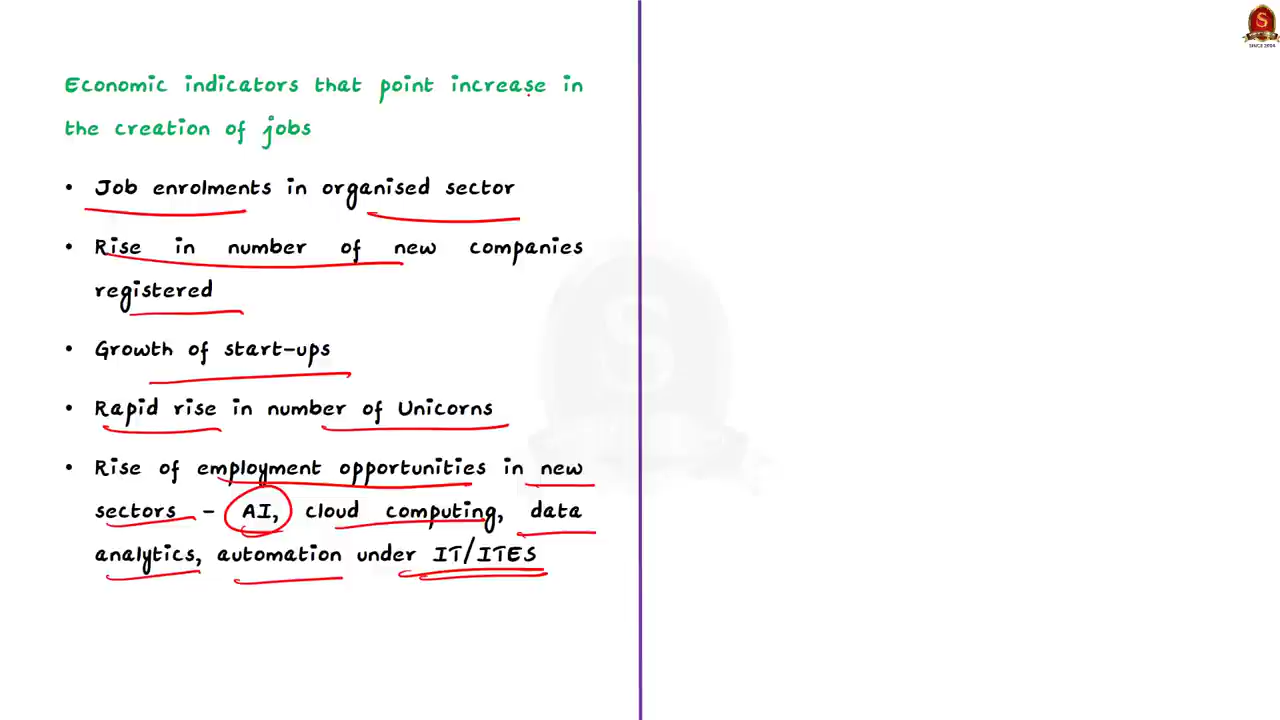 Economic indicators that point increase in
the creation of jobs
• Job enrolments in organised sector
• Rise in number of new companies
registered
• Growth of start-ups
• Rapid rise in number of Unicorns
• Rise of employment opportunities in new
sectors - AI, cloud computing, data
analytics, automation under IT/ITES
S
SINCE 2004
S